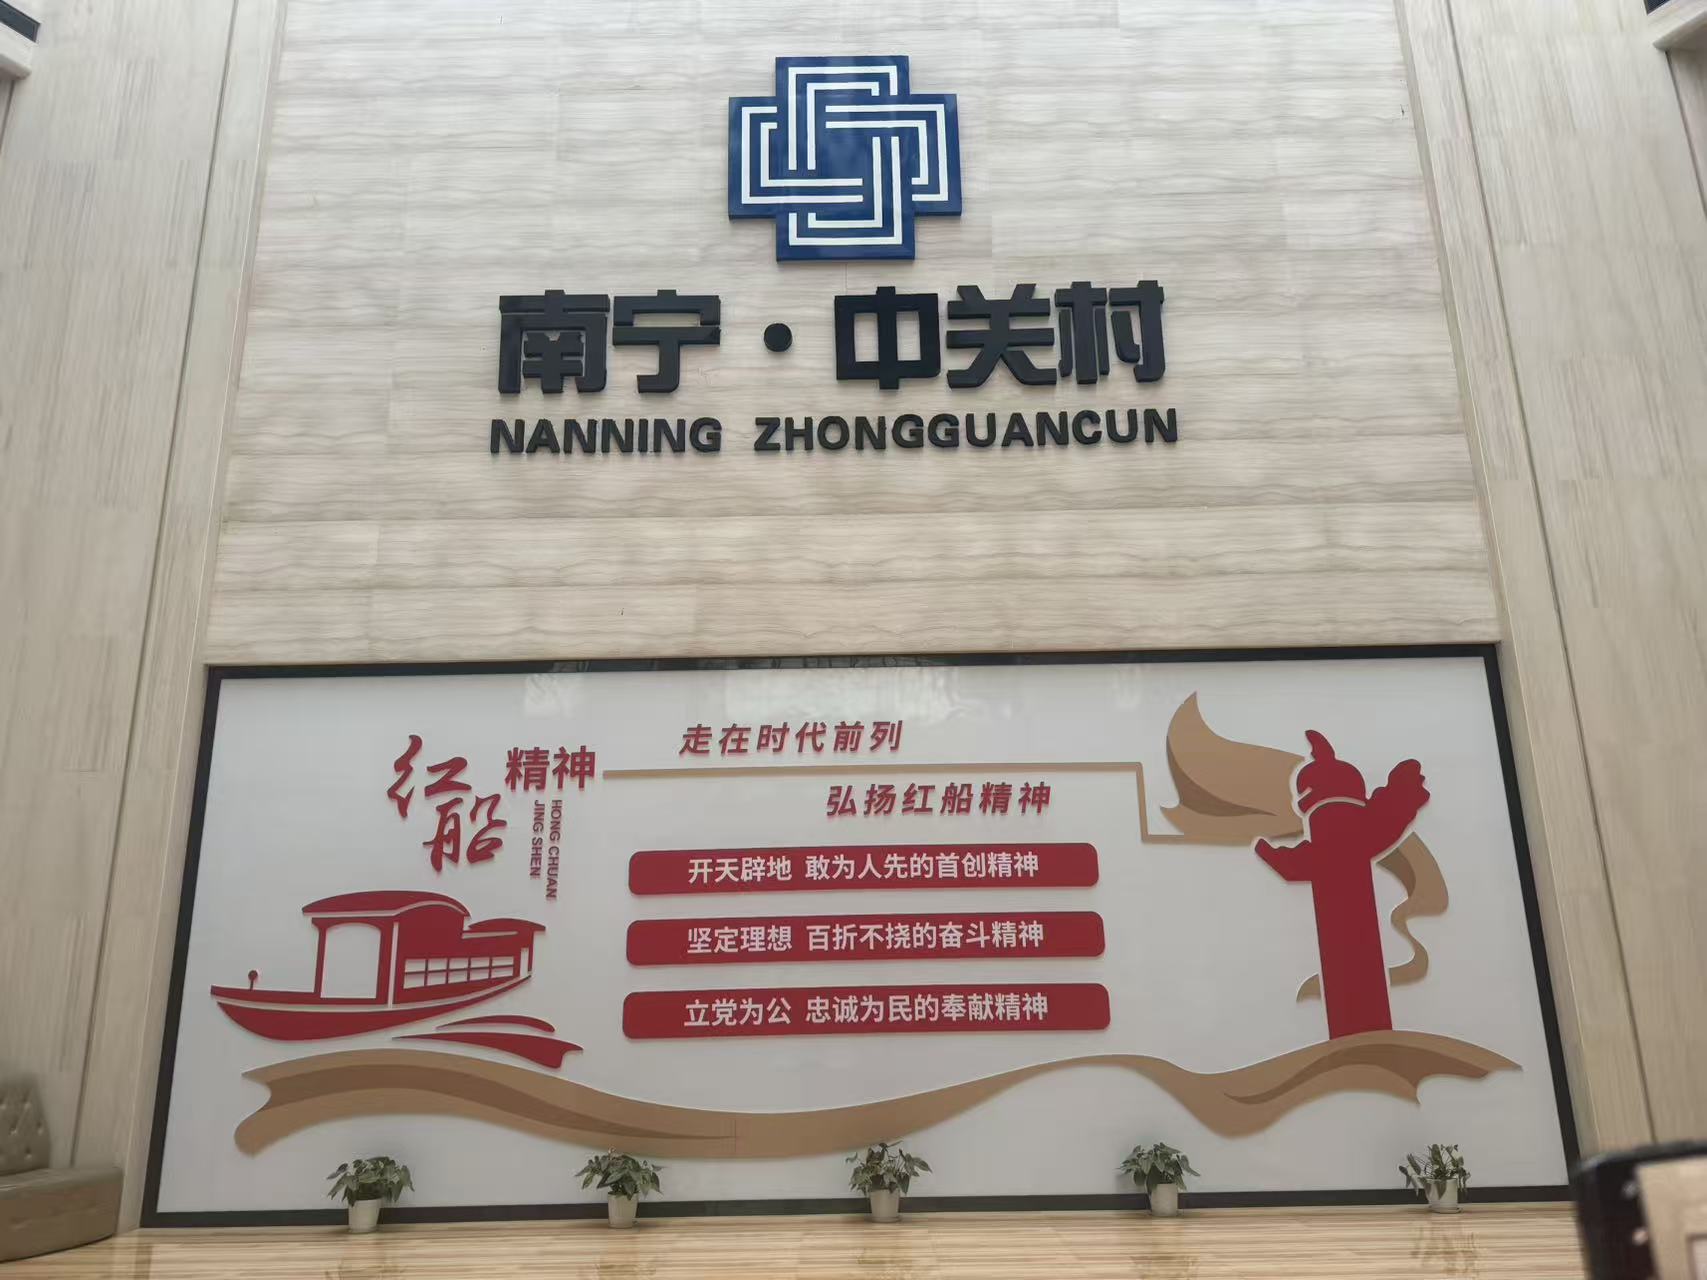 南宁·中关村
NANNING ZHONGGUANCUN
走在时代前列
红船精神
HONG CHUAN
JING SHEN
弘扬红船精神
开天辟地 敢为人先的首创精神
坚定理想 百折不挠的奋斗精神
立党为公 忠诚为民的奉献精神